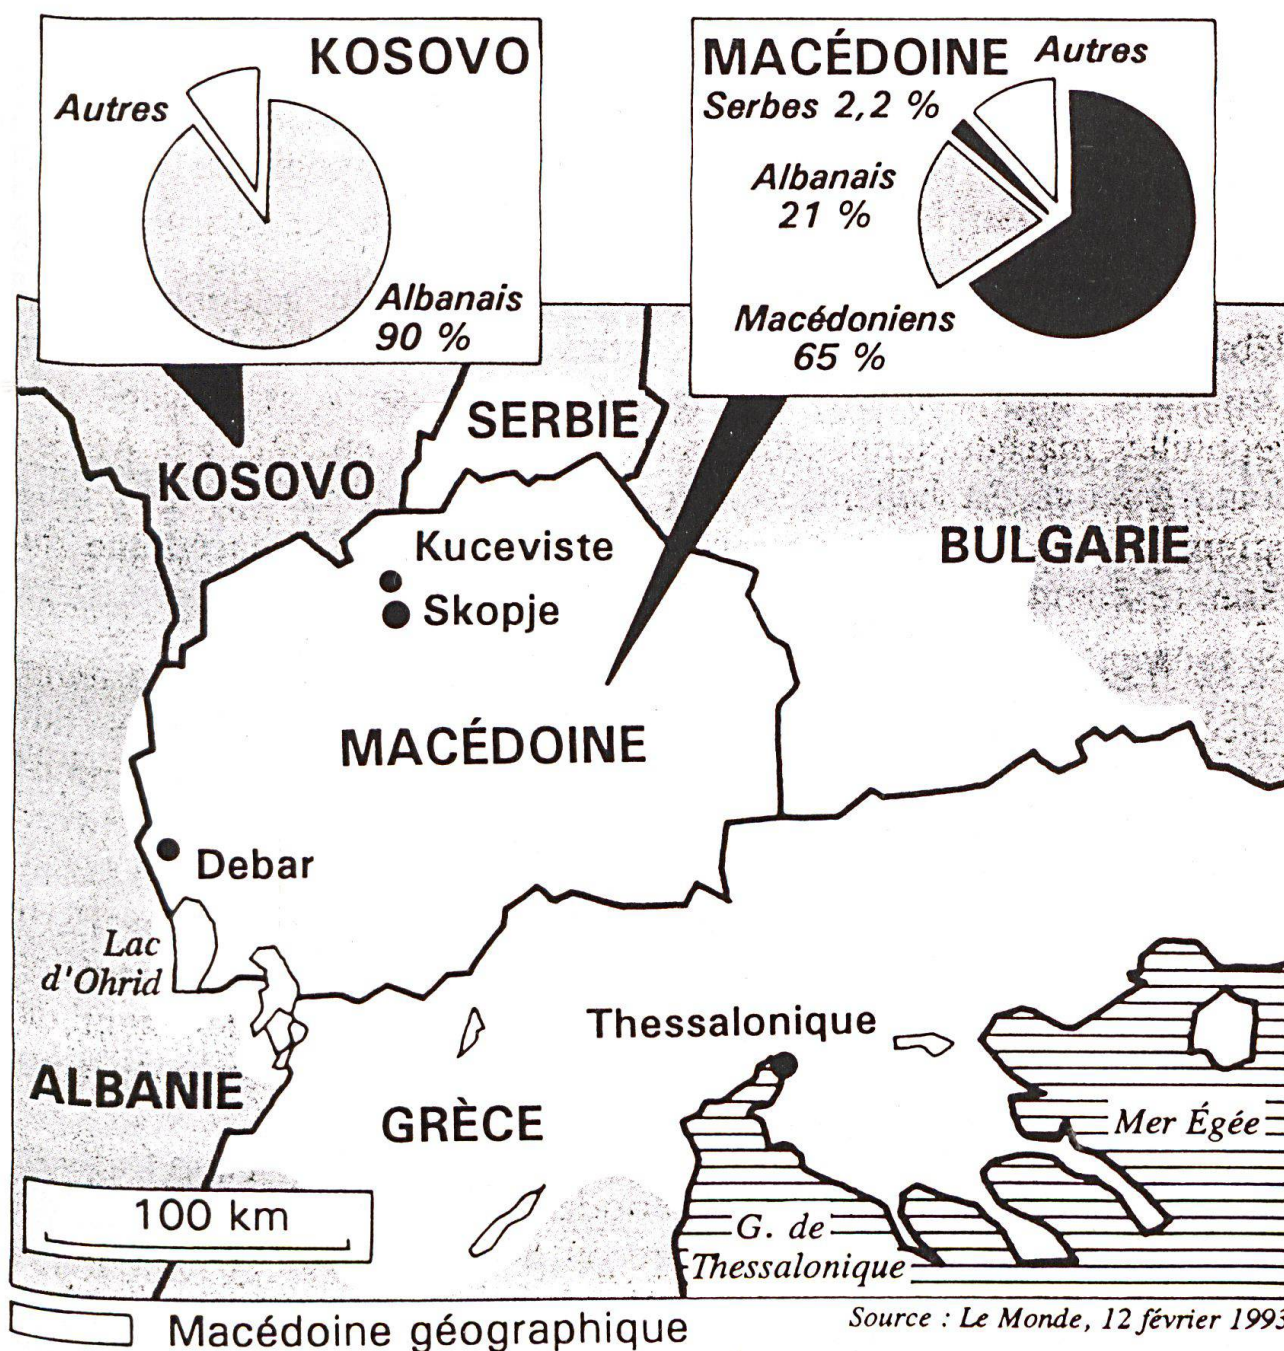 KOSOVO
Autres
Albanais
90 %
MACÉDOINE
Autres
Serbes 2,2 %
Albanais
21 %
Macédoniens
65 %
SERBIE
KOSOVO
BULGARIE
Kuceviste
Skopje
MACÉDOINE
Debar
Lac
d'Ohrid
Thessalonique
ALBANIE
GRÈCE
Mer Égée
100 km
G. de
Thessalonique
Macédoine géographique
Source : Le Monde, 12 février 1993